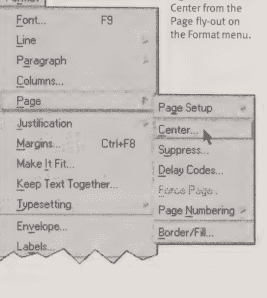 Center from the
Page fly-out on
the Format menu.
Font... F9
Line
Paragraph
Columns...
Page
Justification
Margins... Ctrl+F8
Make It Fit...
Keep Text Together...
Typesetting
Envelope...
Labels...
Page Setup
Center...
Suppress...
Delay Codes...
Force Page...
Page Numbering
Border/Fill...